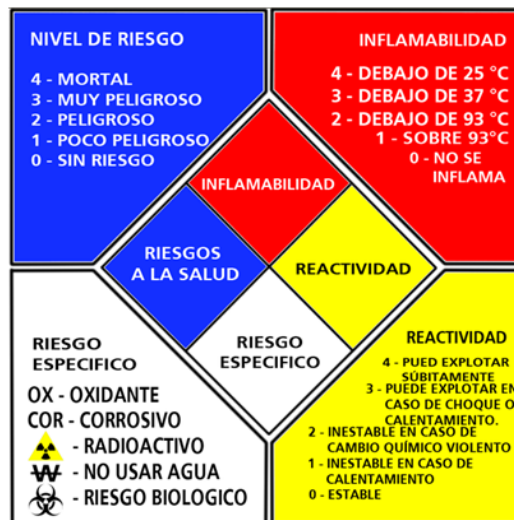 NIVEL DE RIESGO
4 - MORTAL
3 - MUY PELIGROSO
2 - PELIGROSO
1 - POCO PELIGROSO
0 - SIN RIESGO
INFLAMABILIDAD
4 - DEBAJO DE 25 °C
3 - DEBAJO DE 37 °C
2 - DEBAJO DE 93 °C
1 - SOBRE 93°C
0 - NO SE
INFLAMA
INFLAMABILIDAD
RIESGOS
A LA SALUD
REACTIVIDAD
RIESGO
ESPECIFICO
RIESGO
ESPECIFICO
OX - OXIDANTE
COR - CORROSIVO
- RADIOACTIVO
W - NO USAR AGUA
- RIESGO BIOLOGICO
REACTIVIDAD
4 - PUED EXPLOTAR
SÚBITAMENTE
3 - PUEDE EXPLOTAR EN
CASO DE CHOQUE O
CALENTAMIENTO.
2 - INESTABLE EN CASO DE
CAMBIO QUÍMICO VIOLENTO
1 - INESTABLE EN CASO DE
CALENTAMIENTO
0 - ESTABLE